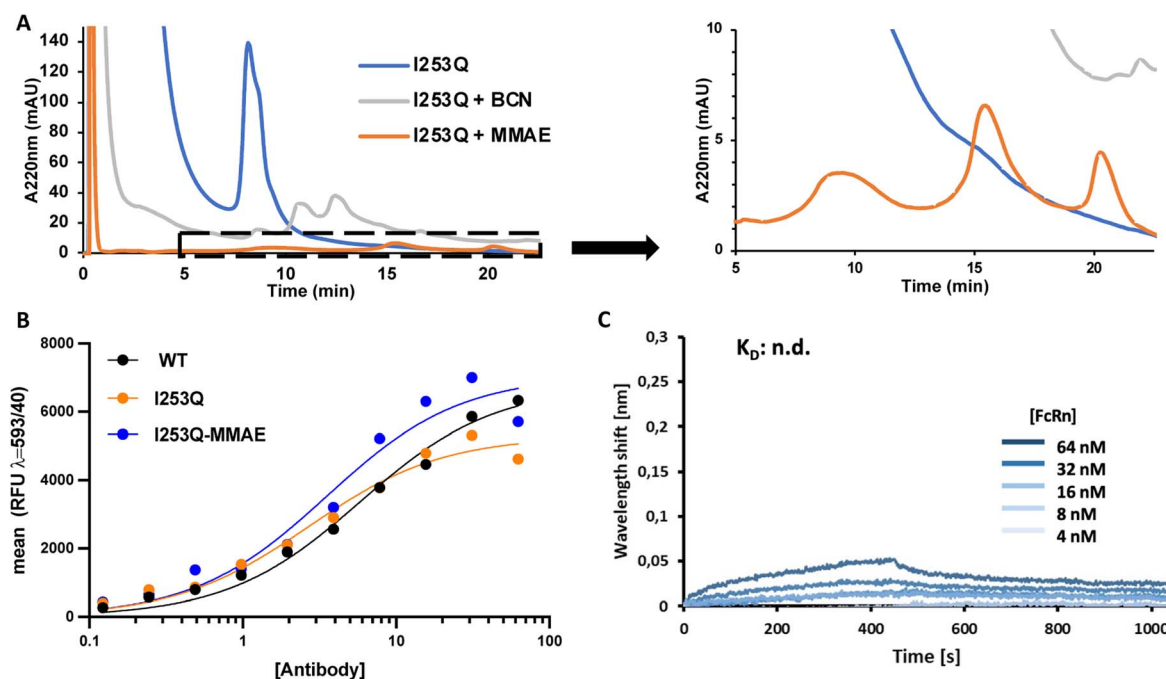 A
A220nm (mAU)
140
120
100
80
60
40
20
0
0
5
10
15
20
Time (min)
I253Q
I253Q + BCN
I253Q + MMAE
A220nm (mAU)
10
5
0
5
10
15
20
Time (min)
B
mean (RFU λ=593/40)
8000
6000
4000
2000
0
0.1
1
10
100
[Antibody]
WT
I253Q
I253Q-MMAE
C
K_D: n.d.
Wavelength shift [nm]
0,3
0,25
0,2
0,15
0,1
0,05
0
0
200
400
600
800
1000
Time [s]
[FcRn]
64 nM
32 nM
16 nM
8 nM
4 nM